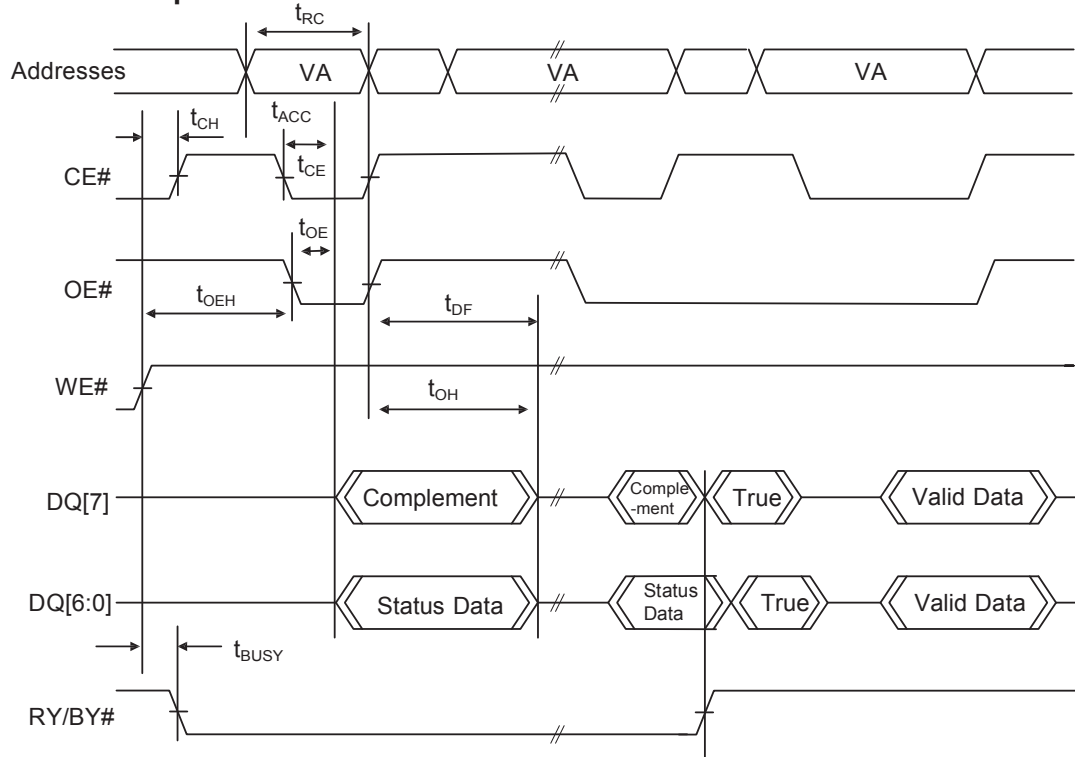 tRC
Addresses VA VA VA
tCH tACC
CE# tCE
tOE
OE#
tOEH tDF
WE#
tOH
DQ[7] Complement Comple-ment True Valid Data
DQ[6:0] Status Data Status Data True Valid Data
tBUSY
RY/BY#